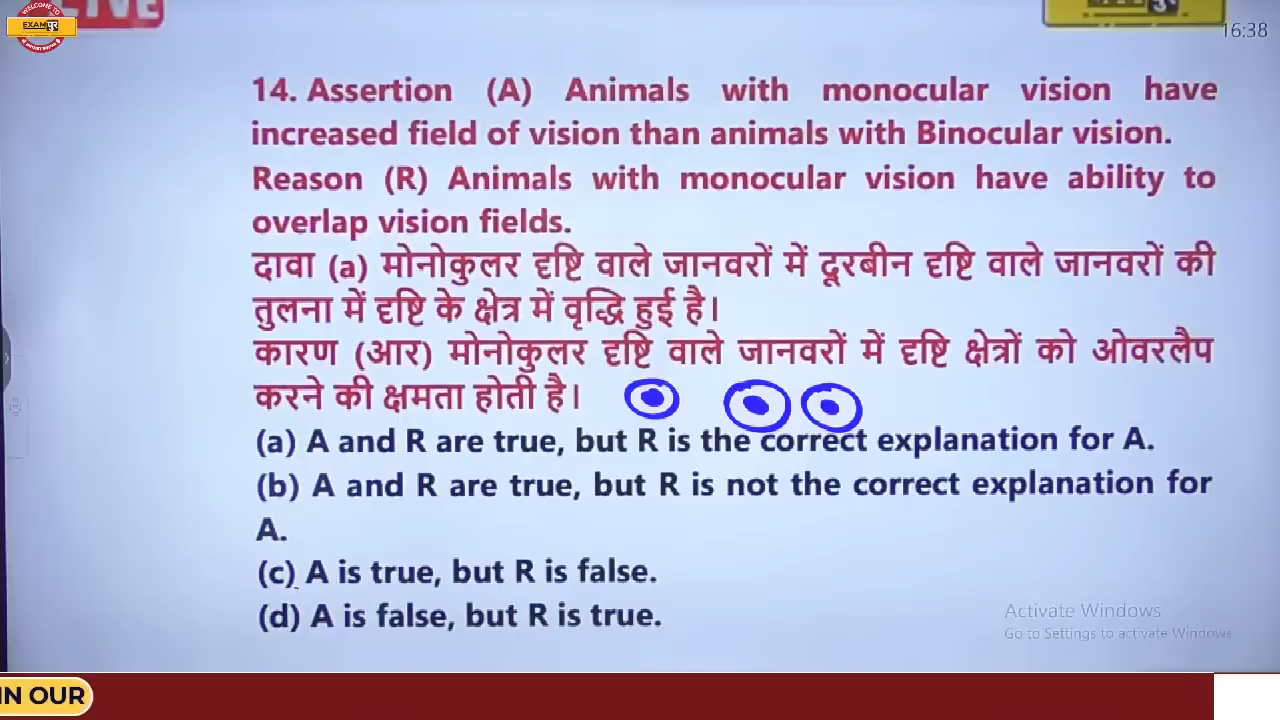 WELCOME TO
EXAM पुर
16:38
14. Assertion (A) Animals with monocular vision have
increased field of vision than animals with Binocular vision.
Reason (R) Animals with monocular vision have ability to
overlap vision fields.
दावा (a) मोनोकुलर दृष्टि वाले जानवरों में दूरबीन दृष्टि वाले जानवरों की
तुलना में दृष्टि के क्षेत्र में वृद्धि हुई है।
कारण (आर) मोनोकुलर दृष्टि वाले जानवरों में दृष्टि क्षेत्रों को ओवरलैप
करने की क्षमता होती है।
(a) A and R are true, but R is the correct explanation for A.
(b) A and R are true, but R is not the correct explanation for
A.
(c) A is true, but R is false.
(d) A is false, but R is true.
Activate Windows
Go to Settings to activate Windows
IN OUR